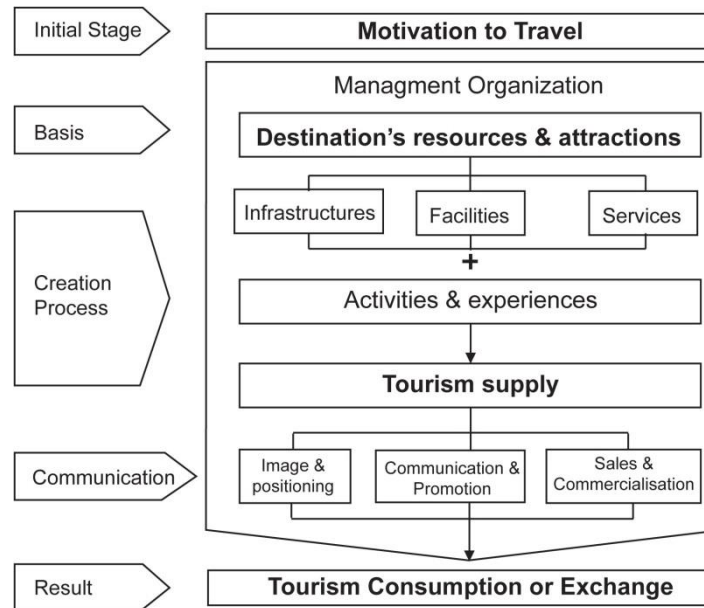 Initial Stage
Motivation to Travel
Managment Organization
Basis
Destination's resources & attractions
Infrastructures
Facilities
Services
+
Creation
Process
Activities & experiences
Tourism supply
Communication
Image &
positioning
Communication &
Promotion
Sales &
Commercialisation
Result
Tourism Consumption or Exchange